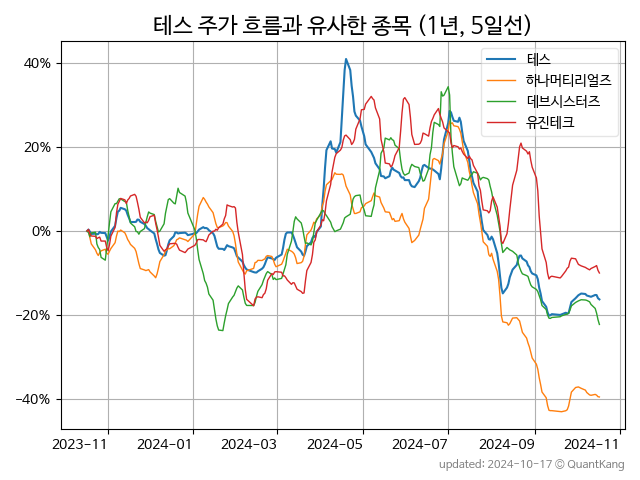 테스 주가 흐름과 유사한 종목 (1년, 5일선)
테스
하나머티리얼즈
데브시스터즈
유진테크
40%
20%
0%
−20%
−40%
2023-11 2024-01 2024-03 2024-05 2024-07 2024-09 2024-11
updated: 2024-10-17 © QuantKang